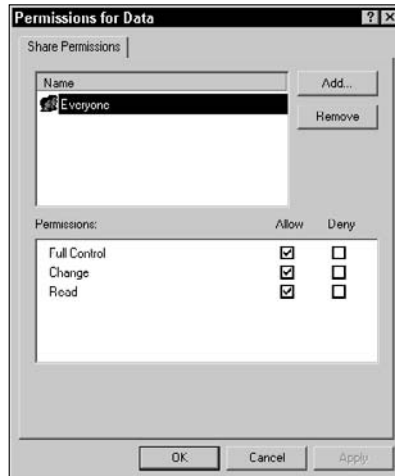 Permissions for Data
Share Permissions
Name
Add...
Everyone
Remove
Permissions: Allow Deny
Full Control
Change
Read
OK Cancel Apply